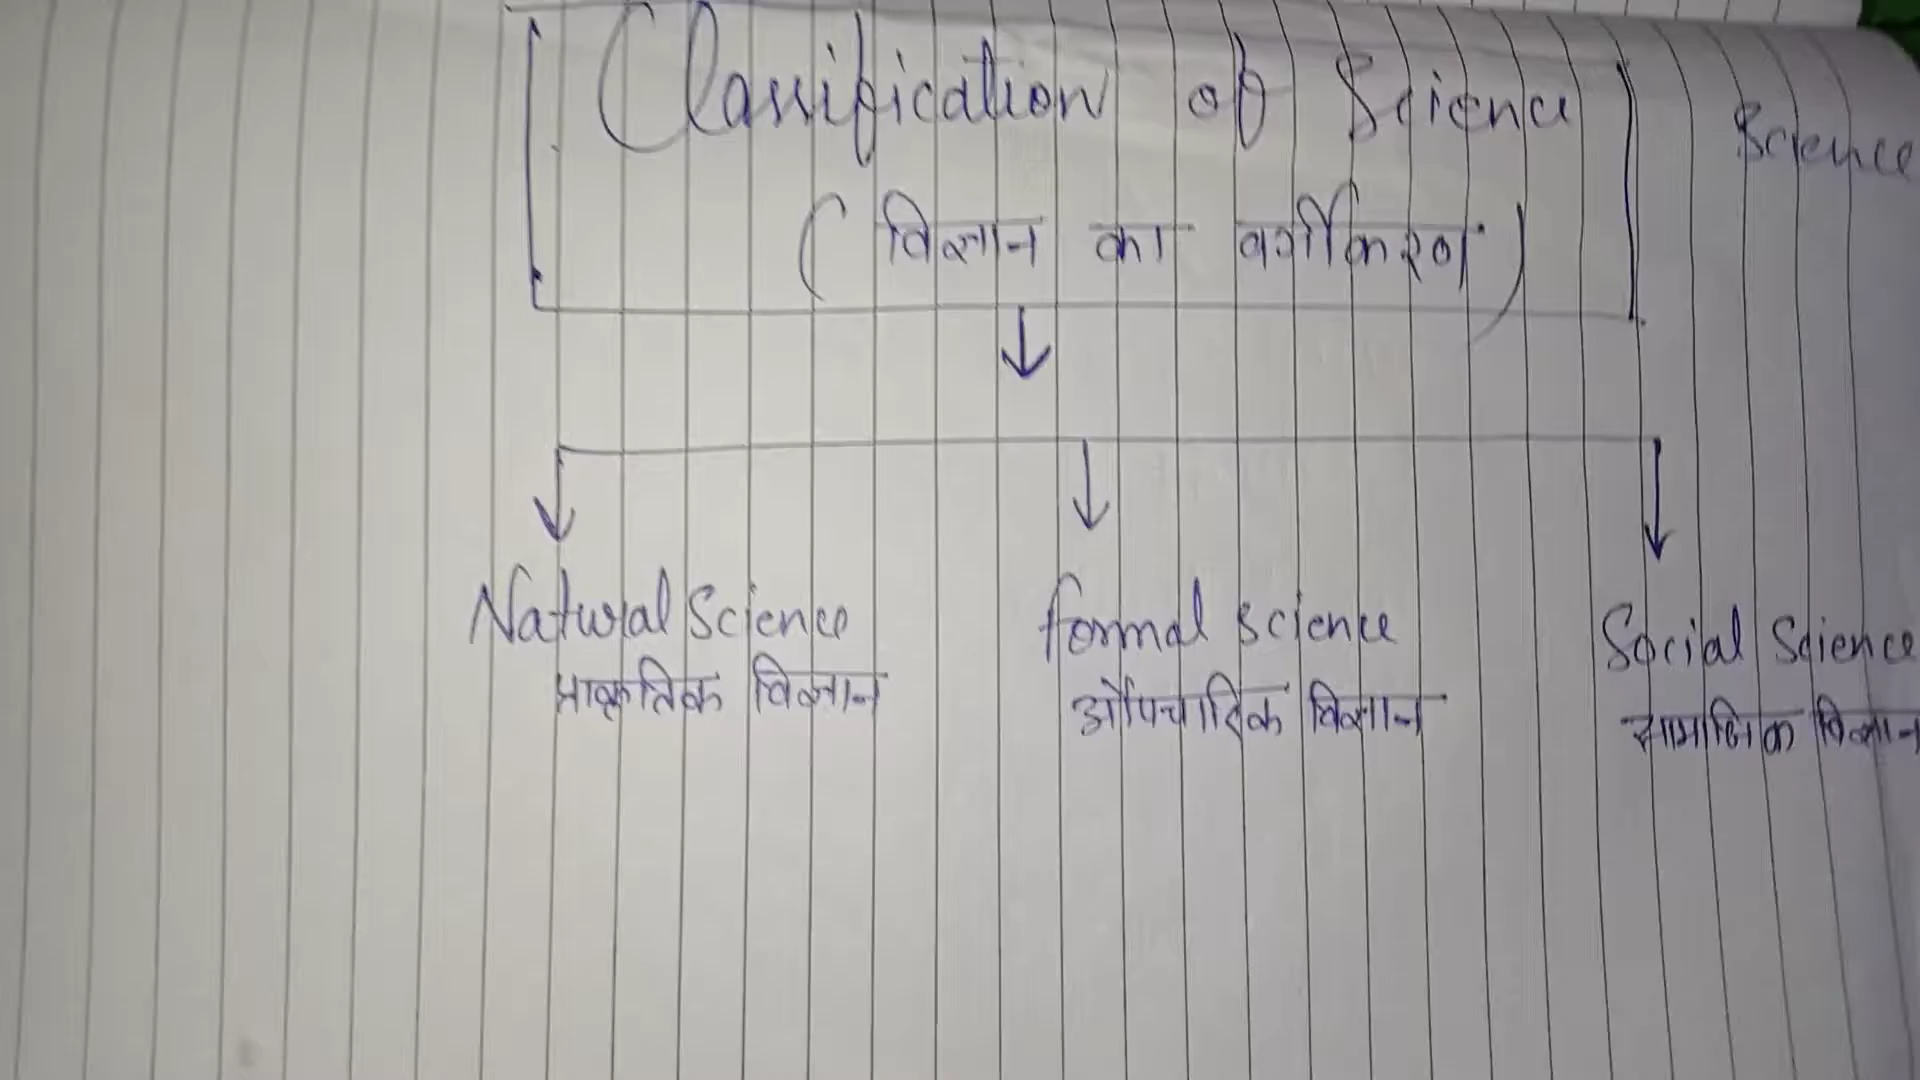 Classification of Science
Science
(विज्ञान का वर्गीकरण)
Natural Science
प्राकृतिक विज्ञान
formal science
औपचारिक विज्ञान
Social Science
सामाजिक विज्ञान